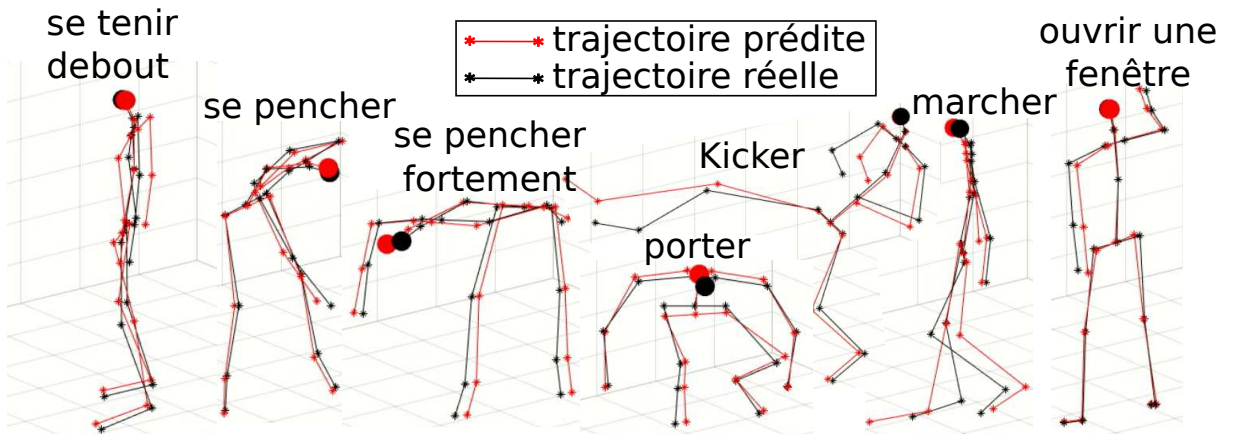 se tenir
debout
se pencher
se pencher
fortement
trajectoire prédite
trajectoire réelle
Kicker
porter
marcher
ouvrir une
fenêtre